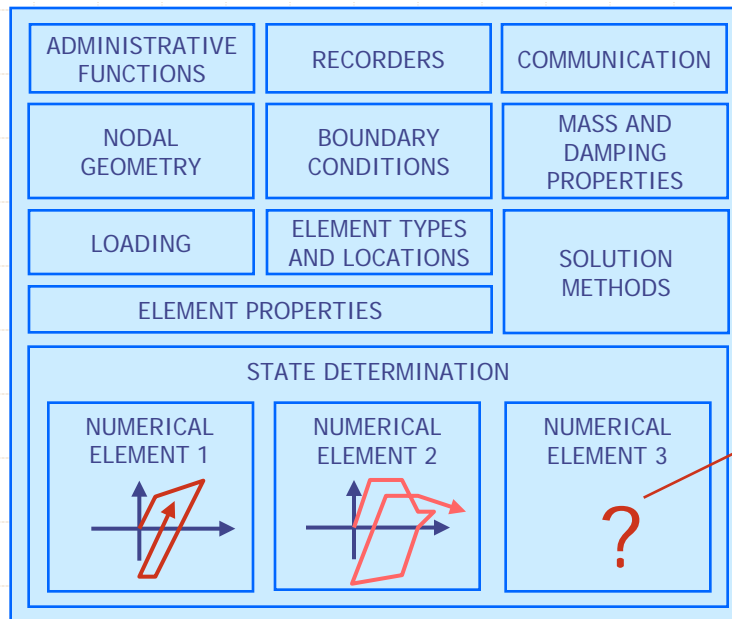 ADMINISTRATIVE
FUNCTIONS
RECORDERS
COMMUNICATION
NODAL
GEOMETRY
BOUNDARY
CONDITIONS
MASS AND
DAMPING
PROPERTIES
LOADING
ELEMENT TYPES
AND LOCATIONS
SOLUTION
METHODS
ELEMENT PROPERTIES
STATE DETERMINATION
NUMERICAL
ELEMENT 1
NUMERICAL
ELEMENT 2
NUMERICAL
ELEMENT 3
?